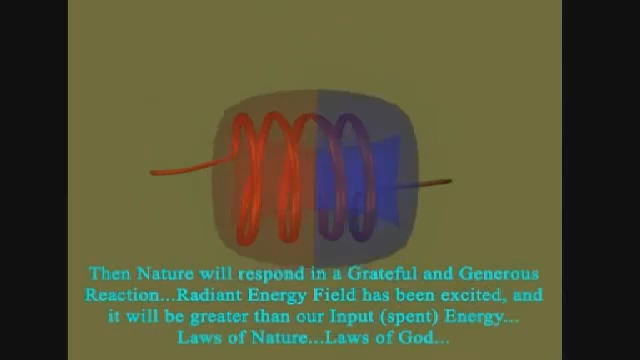 Then Nature will respond in a Grateful and Generous
Reaction...Radiant Energy Field has been excited, and
it will be greater than our Input (spent) Energy...
Laws of Nature...Laws of God...